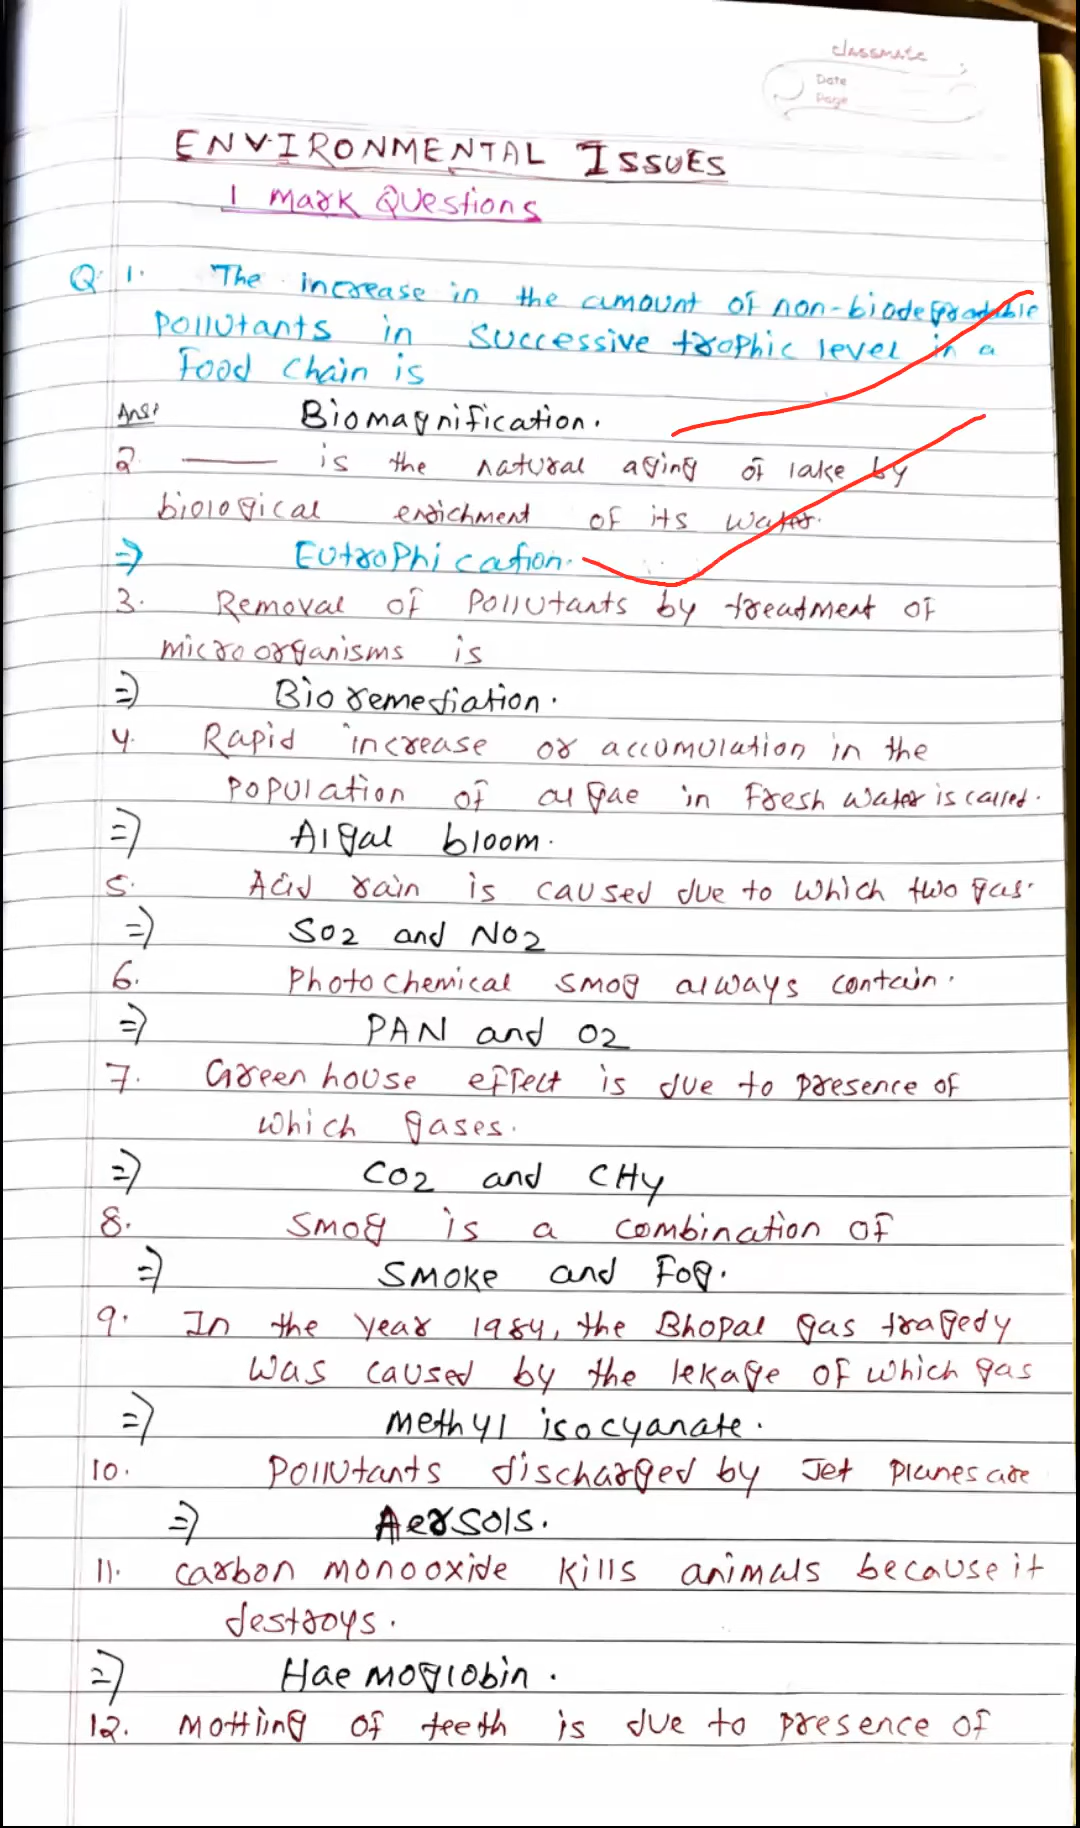 classmate
Date
Page
ENVIRONMENTAL ISSUES
1 Mark Questions
Q. 1. The increase in the amount of non-biodegradable
Pollutants in successive trophic level in a
Food chain is
Ans: Biomagnification.
2. ——— is the natural aging of lake by
biological enrichment of its water.
=) Eutrophication.
3. Removal of Pollutants by treatment of
microorganisms is
=) Bioremediation.
4. Rapid increase or accumulation in the
population of algae in Fresh water is called.
=) Algal bloom.
5. Acid rain is caused due to which two gas.
=) SO2 and NO2
6. Photochemical smog always contain.
=) PAN and O2
7. Green house effect is due to presence of
which gases.
=) CO2 and CH4
8. Smog is a combination of
=) Smoke and Fog.
9. In the year 1984, the Bhopal gas tragedy
was caused by the lekage of which gas
=) Methyl isocyanate.
10. Pollutants discharged by Jet planes are
=) Aersols.
11. carbon monooxide kills animals because it
destroys.
=) Haemoglobin.
12. Mottling of teeth is due to presence of